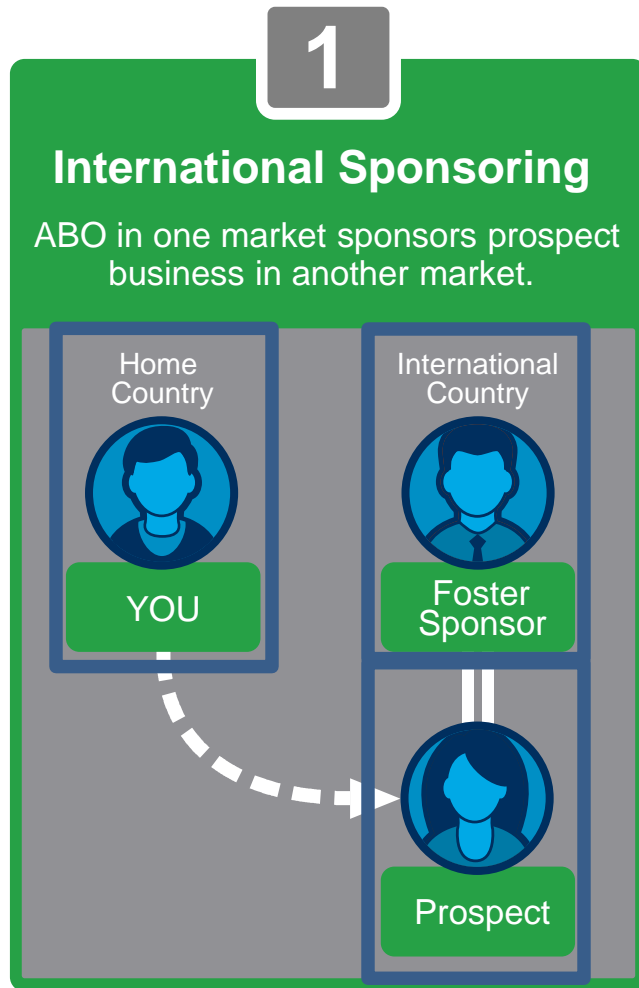 1
International Sponsoring
ABO in one market sponsors prospect
business in another market.
Home
Country
International
Country
YOU
Foster
Sponsor
Prospect